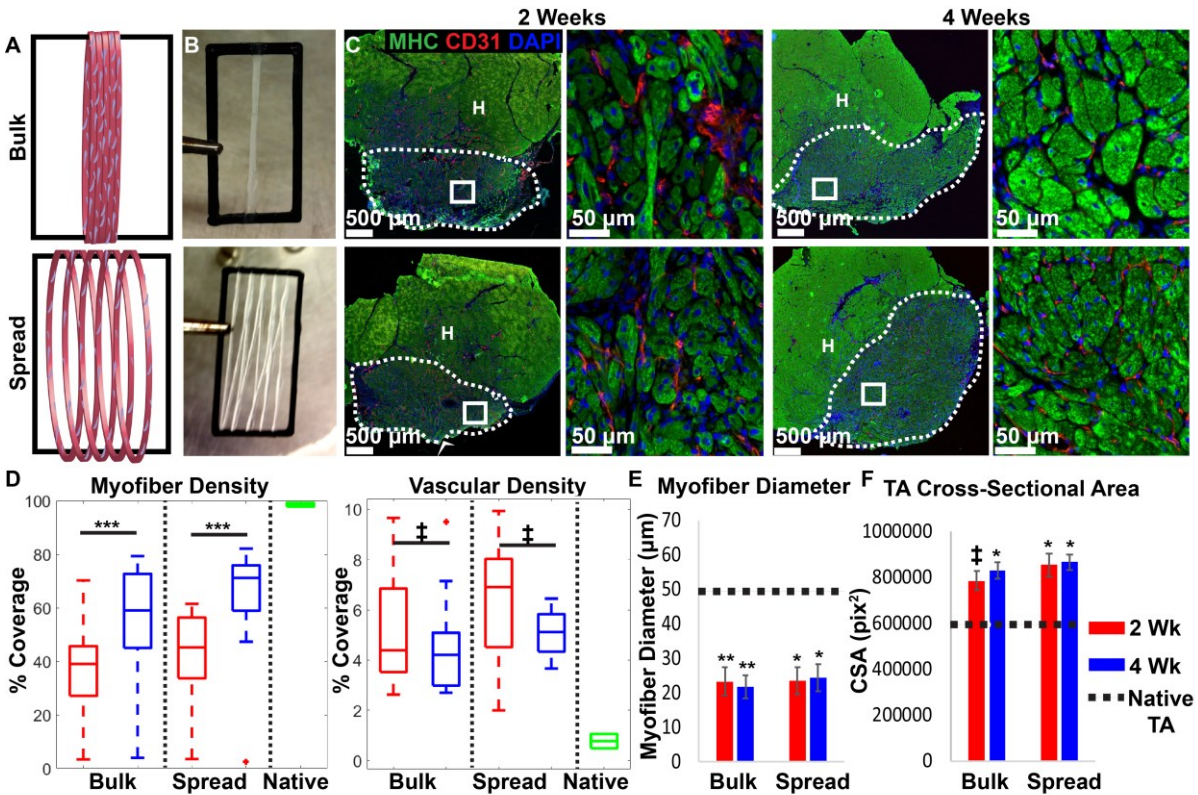 2 Weeks
4 Weeks
A
B
C
MHC CD31 DAPI
Bulk
H
H
500 µm
50 µm
500 µm
50 µm
Spread
H
H
500 µm
50 µm
500 µm
50 µm
D
Myofiber Density
Vascular Density
E
Myofiber Diameter
F
TA Cross-Sectional Area
% Coverage
100
80
60
40
20
0
***
***
Bulk
Spread
Native
% Coverage
10
8
6
4
2
0
‡
‡
Bulk
Spread
Native
Myofiber Diameter (µm)
70
60
50
40
30
20
10
0
**
**
*
*
Bulk
Spread
CSA (pix²)
1000000
800000
600000
400000
200000
0
‡
*
*
*
Bulk
Spread
2 Wk
4 Wk
Native
TA